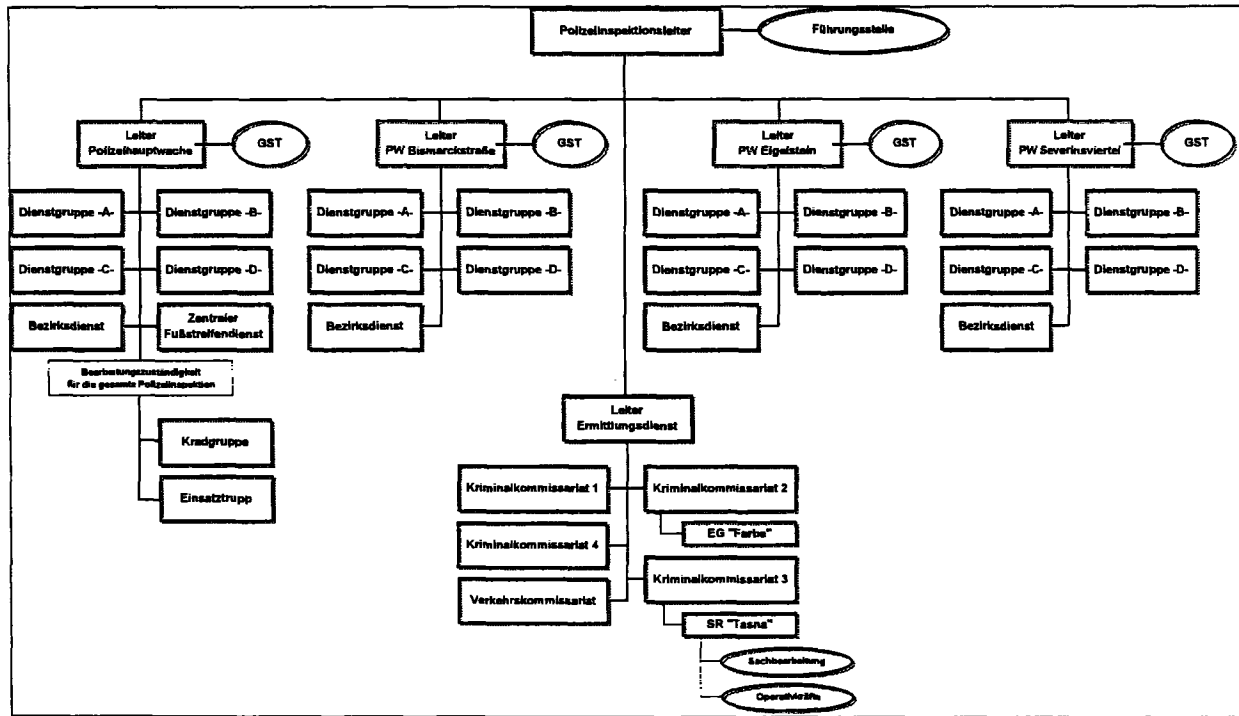 Polizeiinspektionsleiter
Führungsstelle
Leiter
Polizeihauptwache
GST
Leiter
PW Bismarckstraße
GST
Leiter
PW Eigelstein
GST
Leiter
PW Severinsviertel
GST
Dienstgruppe -A-
Dienstgruppe -B-
Dienstgruppe -A-
Dienstgruppe -B-
Dienstgruppe -A-
Dienstgruppe -B-
Dienstgruppe -A-
Dienstgruppe -B-
Dienstgruppe -C-
Dienstgruppe -D-
Dienstgruppe -C-
Dienstgruppe -D-
Dienstgruppe -C-
Dienstgruppe -D-
Dienstgruppe -C-
Dienstgruppe -D-
Bezirksdienst
Zentraler
Fußstreifendienst
Bezirksdienst
Bezirksdienst
Bezirksdienst
Bearbeitungszuständigkeit
für die gesamte Polizeiinspektion
Kradgruppe
Einsatztrupp
Leiter
Ermittlungsdienst
Kriminalkommissariat 1
Kriminalkommissariat 2
EG "Farbe"
Kriminalkommissariat 4
Kriminalkommissariat 3
Verkehrskommissariat
SR "Tasna"
Sachbearbeitung
Operativkräfte